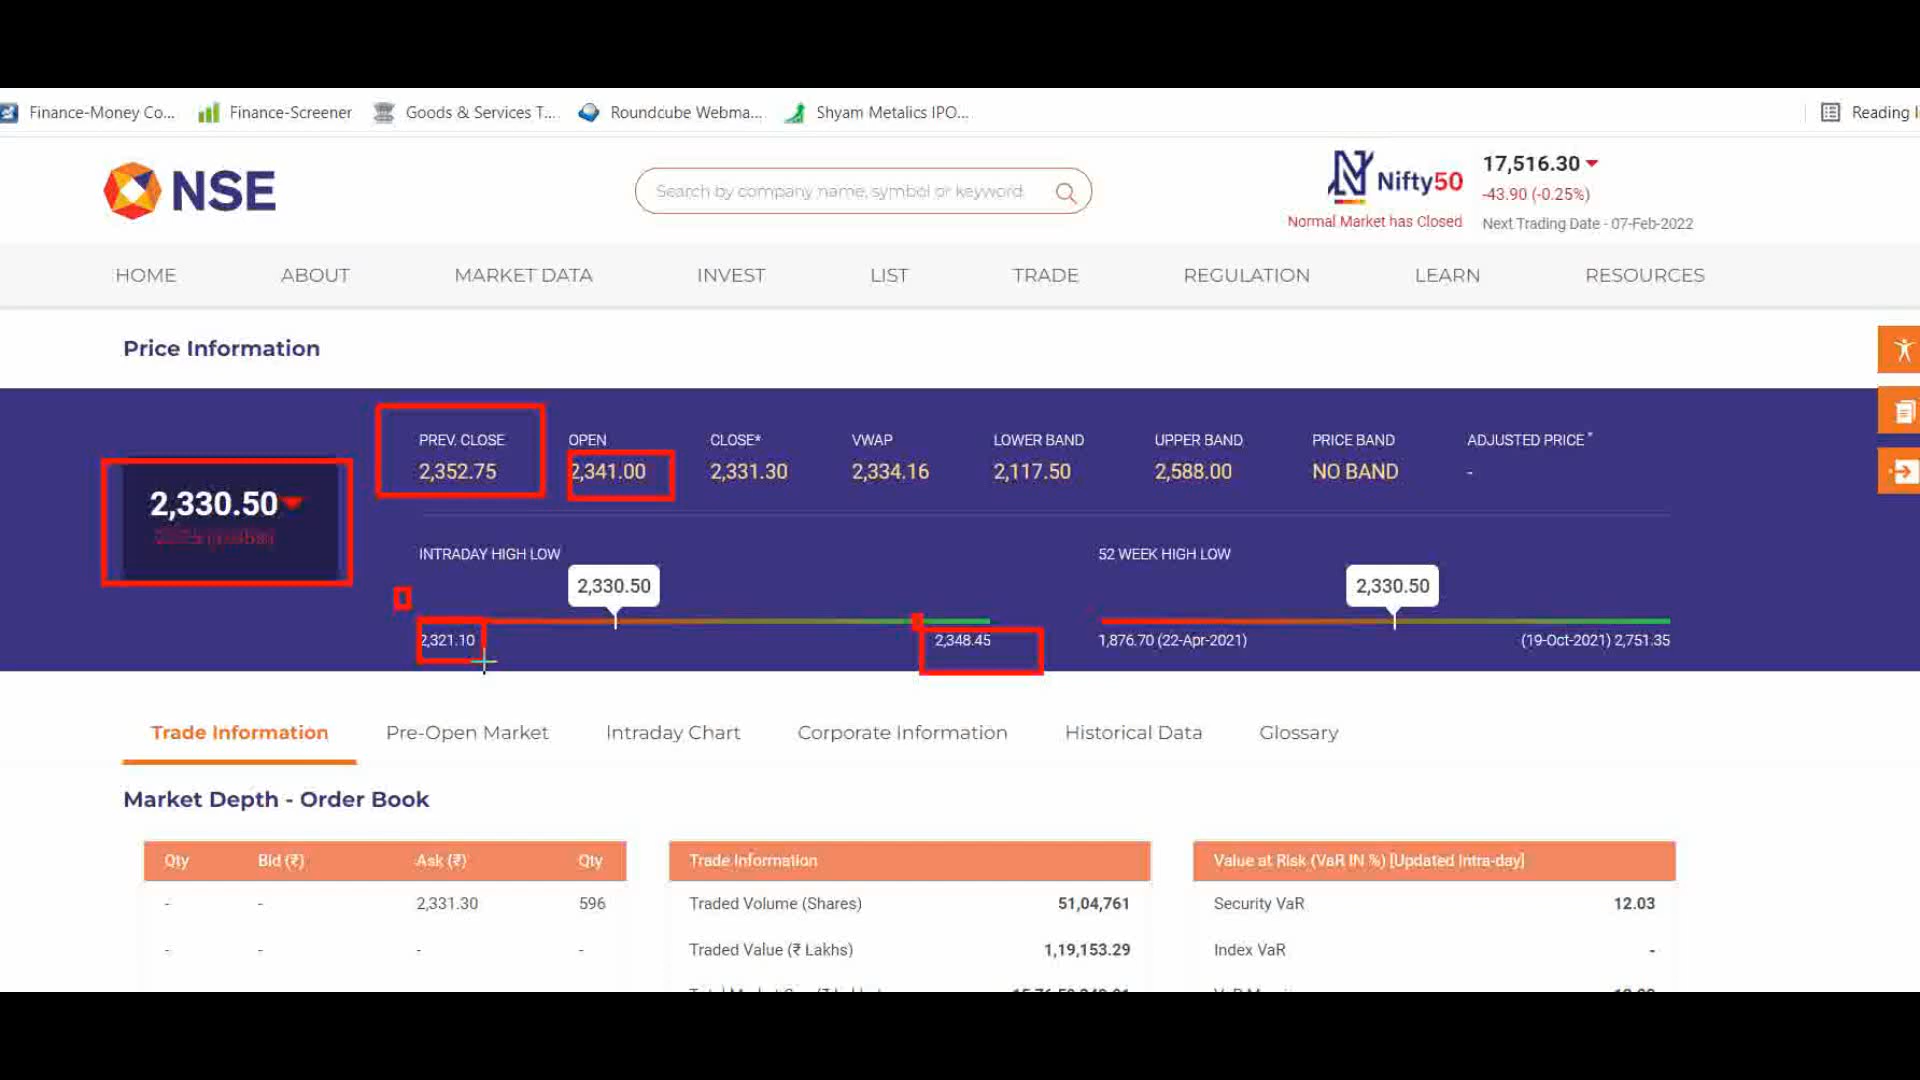 Finance-Money Co... Finance-Screener Goods & Services T... Roundcube Webma... Shyam Metalics IPO... Reading
NSE
Search by company name, symbol or keyword
Nifty50
17,516.30
-43.90 (-0.25%)
Normal Market has Closed
Next Trading Date - 07-Feb-2022
HOME ABOUT MARKET DATA INVEST LIST TRADE REGULATION LEARN RESOURCES
Price Information
2,330.50
PREV. CLOSE OPEN CLOSE* VWAP LOWER BAND UPPER BAND PRICE BAND ADJUSTED PRICE*
2,352.75 2,341.00 2,331.30 2,334.16 2,117.50 2,588.00 NO BAND -
INTRADAY HIGH LOW 52 WEEK HIGH LOW
2,330.50 2,330.50
2,321.10 2,348.45 1,876.70 (22-Apr-2021) (19-Oct-2021) 2,751.35
Trade Information Pre-Open Market Intraday Chart Corporate Information Historical Data Glossary
Market Depth - Order Book
Qty Bid (₹) Ask (₹) Qty Trade Information Value at Risk (VaR IN %) [Updated Intra-day]
- - 2,331.30 596 Traded Volume (Shares) 51,04,761 Security VaR 12.03
- - - - Traded Value (₹ Lakhs) 1,19,153.29 Index VaR -